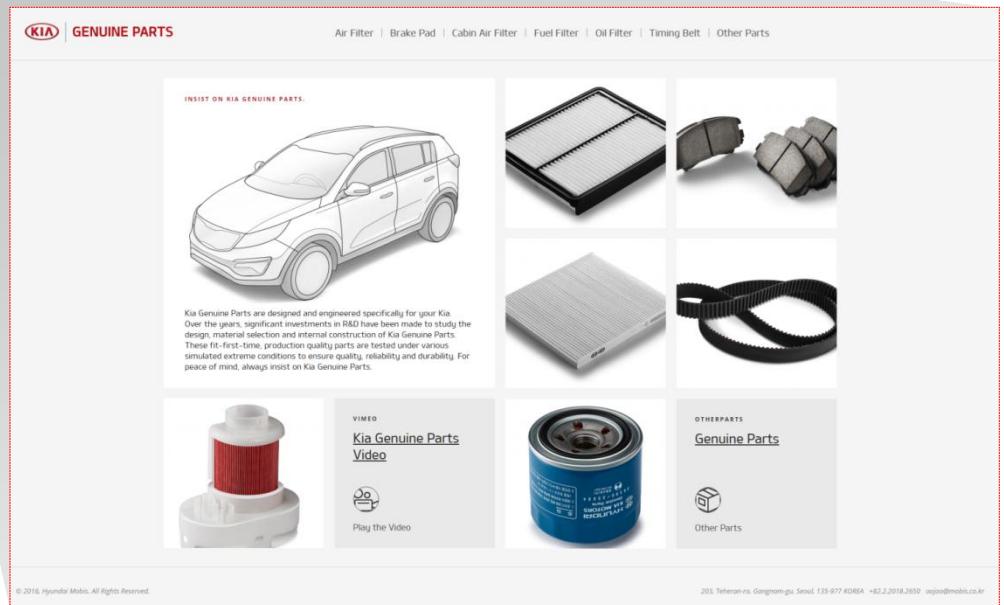 KIA GENUINE PARTS
Air Filter | Brake Pad | Cabin Air Filter | Fuel Filter | Oil Filter | Timing Belt | Other Parts
INSIST ON KIA GENUINE PARTS.
Kia Genuine Parts are designed and engineered specifically for your Kia.
Over the years, significant investments in R&D have been made to study the
design, material selection and internal construction of Kia Genuine Parts.
These fit-first-time, production quality parts are tested under various
simulated extreme conditions to ensure quality, reliability and durability. For
peace of mind, always insist on Kia Genuine Parts.
VIMEO
Kia Genuine Parts
Video
Play the Video
HYUNDAI
KIA MOTORS
OTHERPARTS
Genuine Parts
Other Parts
© 2016, Hyundai Mobis. All Rights Reserved.
203, Teheran-ro, Gangnam-gu, Seoul, 135-977 KOREA +82.2.2018.2650